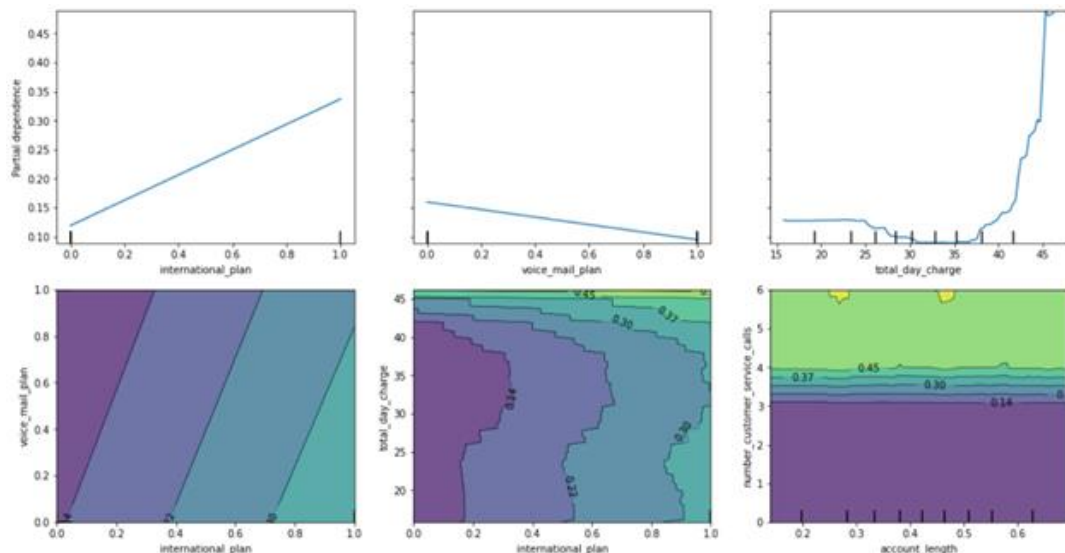 Partial dependence
0.45
0.40
0.35
0.30
0.25
0.20
0.15
0.10
0.0 0.2 0.4 0.6 0.8 1.0
international_plan
0.0 0.2 0.4 0.6 0.8 1.0
voice_mail_plan
15 20 25 30 35 40 45
total_day_charge
voice_mail_plan
1.0
0.8
0.6
0.4
0.2
0.0
0.0 0.2 0.4 0.6 0.8 1.0
international_plan
total_day_charge
45
40
35
30
25
20
0.45
0.37
0.30
0.14
0.30
0.22
0.0 0.2 0.4 0.6 0.8 1.0
international_plan
number_customer_service_calls
6
5
4
3
2
1
0
0.45
0.37
0.30
0.14
0.2 0.3 0.4 0.5 0.6
account_length